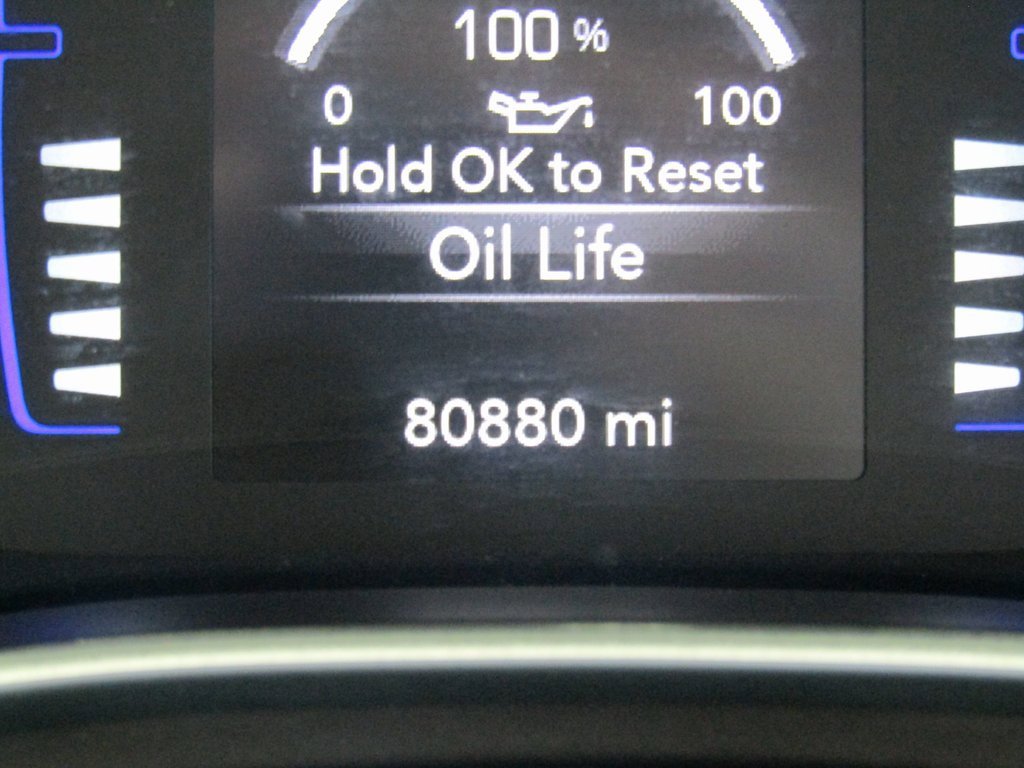 100 %
0 100
Hold OK to Reset
Oil Life
80880 mi